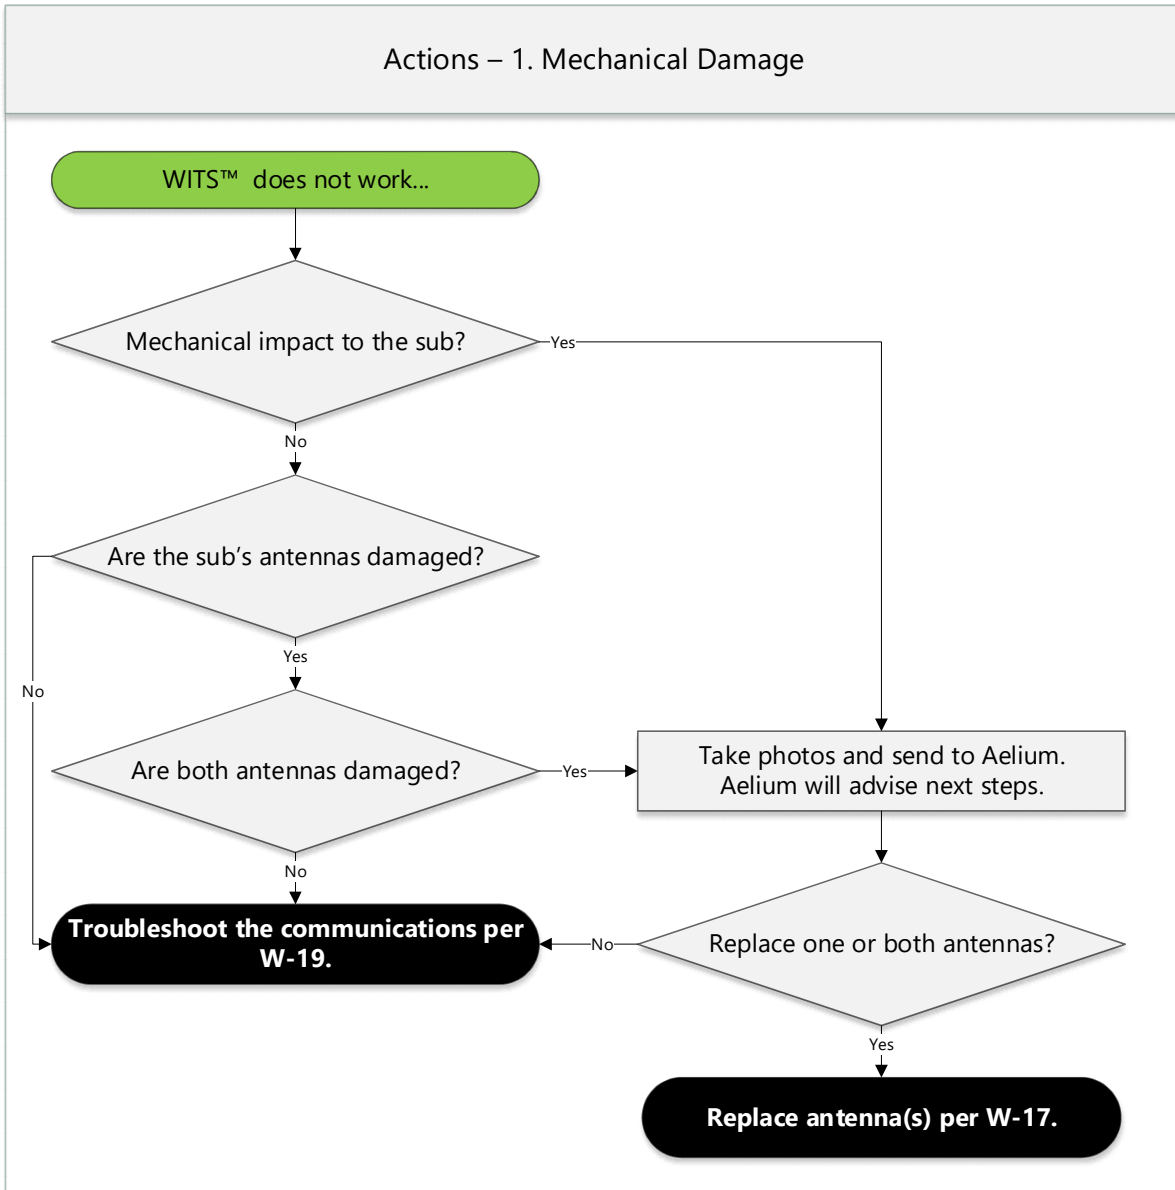 Actions – 1. Mechanical Damage
WITS™ does not work...
Mechanical impact to the sub?
Yes
No
Are the sub’s antennas damaged?
Yes
No
Are both antennas damaged?
Yes
Take photos and send to Aelium.
Aelium will advise next steps.
No
Troubleshoot the communications per
W-19.
No
Replace one or both antennas?
Yes
Replace antenna(s) per W-17.